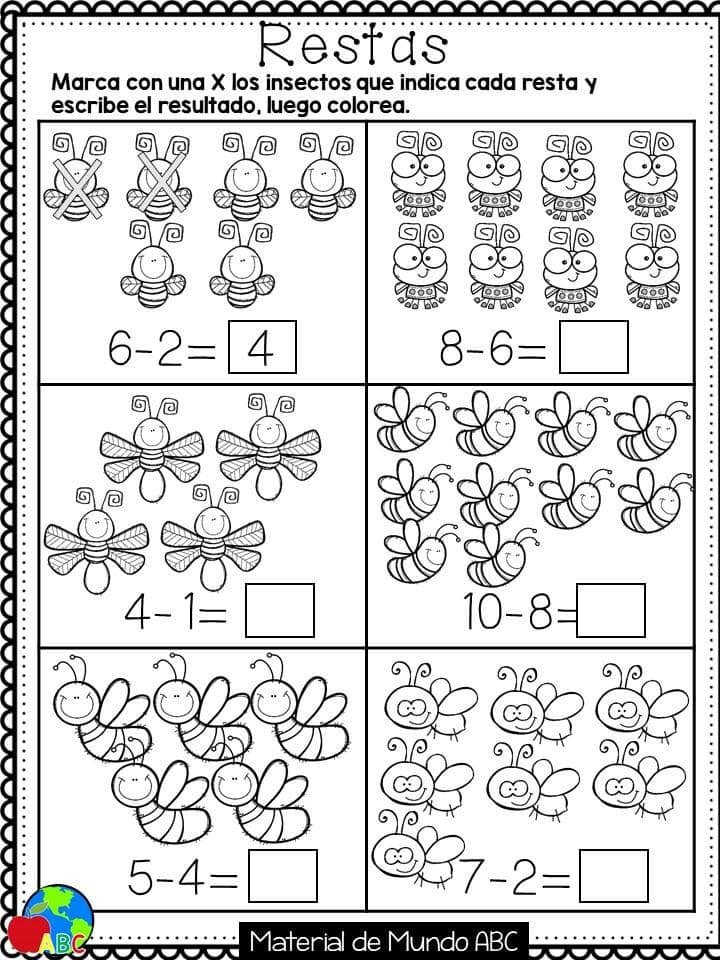 Restas
Marca con una X los insectos que indica cada resta y
escribe el resultado, luego colorea.
6-2= 4
8-6=
4-1=
10-8=
5-4=
7-2=
ABC
Material de Mundo ABC